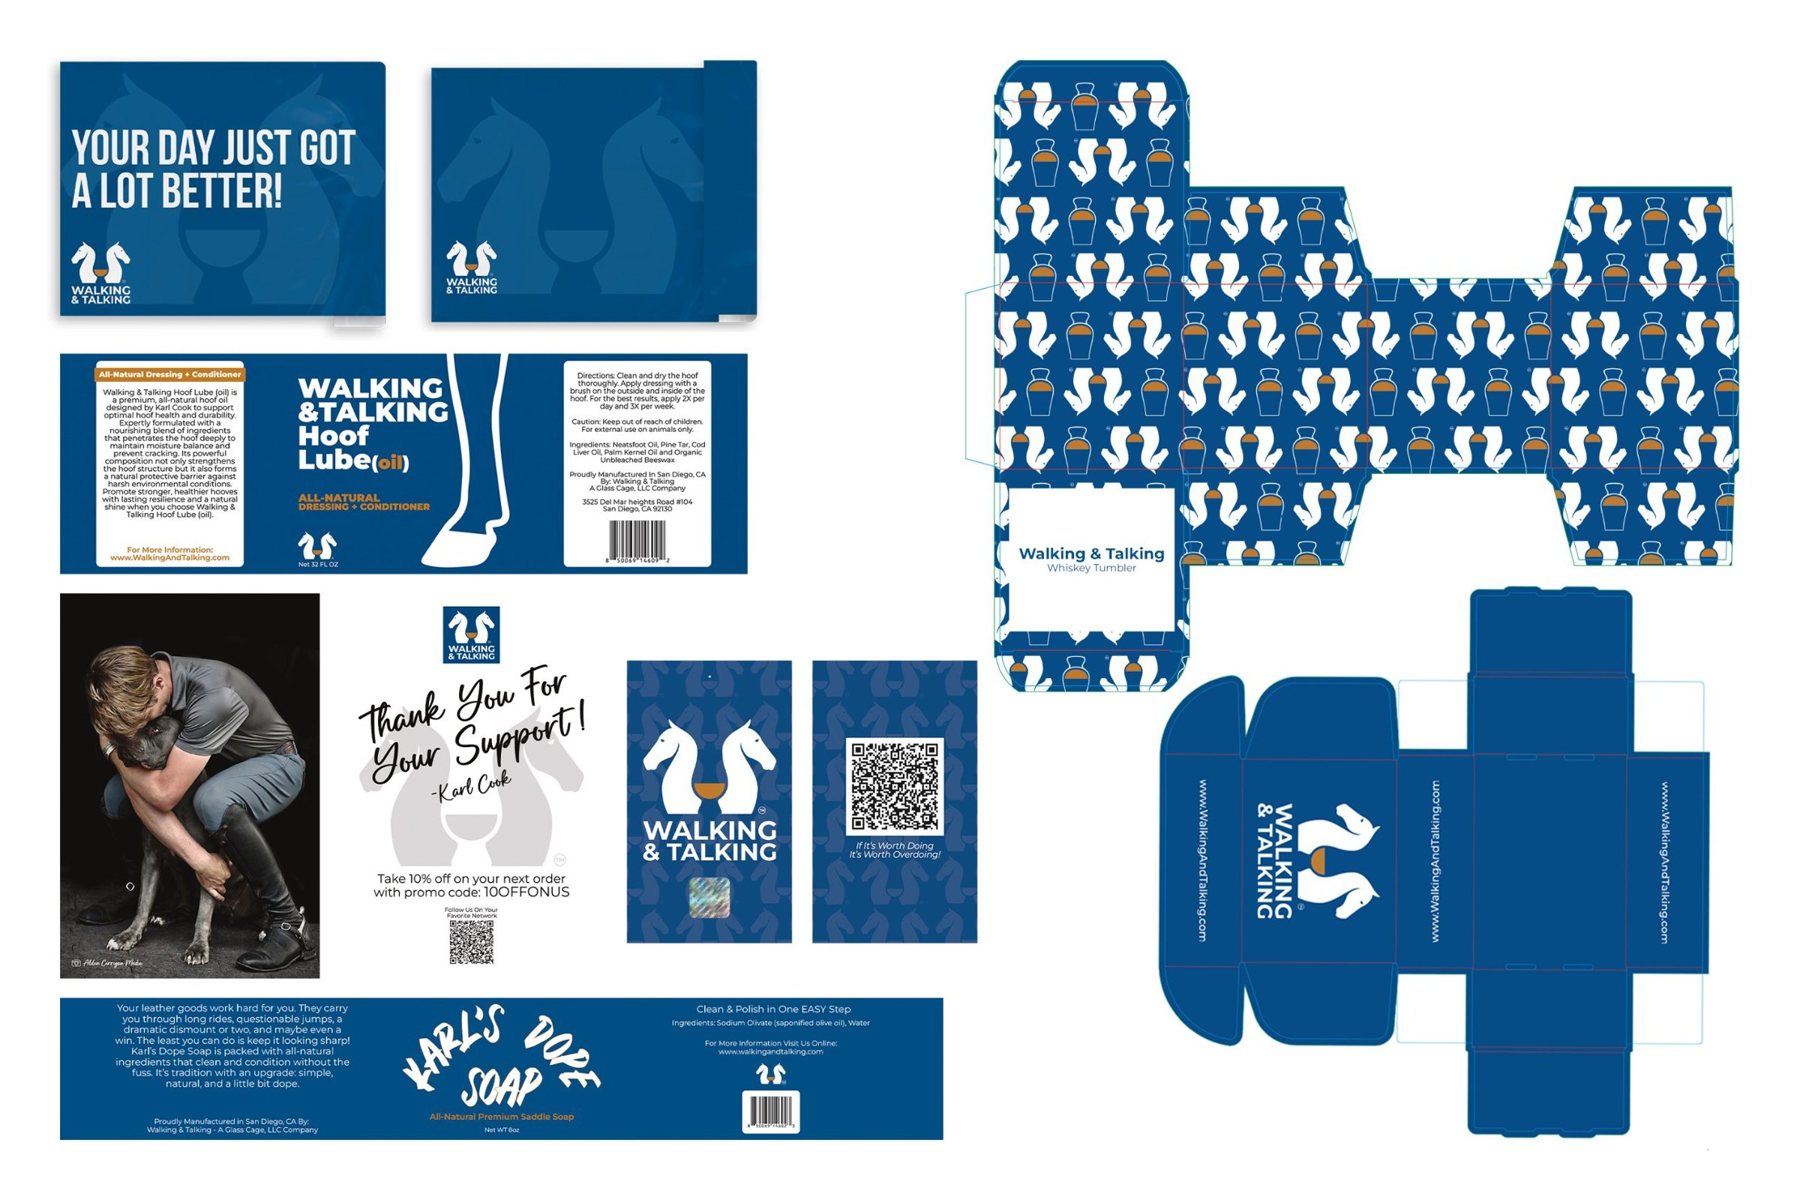 YOUR DAY JUST GOT
A LOT BETTER!
WALKING
& TALKING
WALKING
& TALKING
All-Natural Dressing + Conditioner
Walking & Talking Hoof Lube (oil) is
a premium, all-natural hoof oil
designed by Karl Cook to support
optimal hoof health and durability.
Expertly formulated with a
nourishing blend of ingredients
that penetrates the hoof deeply to
maintain moisture balance and
prevent cracking. Its powerful
composition not only strengthens
the hoof structure but it also forms
a natural protective barrier against
harsh environmental conditions.
Promote stronger, healthier hooves
with lasting resilience and a natural
shine when you choose Walking &
Talking Hoof Lube (oil).
For More Information:
www.WalkingAndTalking.com
WALKING
&TALKING
Hoof
Lube(oil)
ALL-NATURAL
DRESSING + CONDITIONER
Net 32 FL OZ
Directions: Clean and dry the hoof
thoroughly. Apply dressing with a
brush on the outside and inside of the
hoof. For the best results, apply 2X per
day and 3X per week.
Caution: Keep out of reach of children.
For external use on animals only.
Ingredients: Neatsfoot Oil, Pine Tar, Cod
Liver Oil, Palm Kernel Oil and Organic
Unbleached Beeswax
Proudly Manufactured In San Diego, CA
By: Walking & Talking
A Glass Cage, LLC Company
3525 Del Mar heights Road #104
San Diego, CA 92130
8 50069 14609 2
Walking & Talking
Whiskey Tumbler
WALKING
& TALKING
Thank You For
Your Support!
-Karl Cook
TM
Take 10% off on your next order
with promo code: 10OFFONUS
Follow Us On Your
Favorite Network
WALKING
& TALKING
TM
If It's Worth Doing
It's Worth Overdoing!
www.WalkingAndTalking.com
WALKING
& TALKING
www.WalkingAndTalking.com
www.WalkingAndTalking.com
Your leather goods work hard for you. They carry
you through long rides, questionable jumps, a
dramatic dismount or two, and maybe even a
win. The least you can do is keep it looking sharp!
Karl's Dope Soap is packed with all-natural
ingredients that clean and condition without the
fuss. It's tradition with an upgrade: simple,
natural, and a little bit dope.
Proudly Manufactured in San Diego, CA By:
Walking & Talking - A Glass Cage, LLC Company
KARL'S DOPE
SOAP
All-Natural Premium Saddle Soap
Net WT 8oz
Clean & Polish in One EASY Step
Ingredients: Sodium Olivate (saponified olive oil), Water
For More Information Visit Us Online:
www.walkingandtalking.com